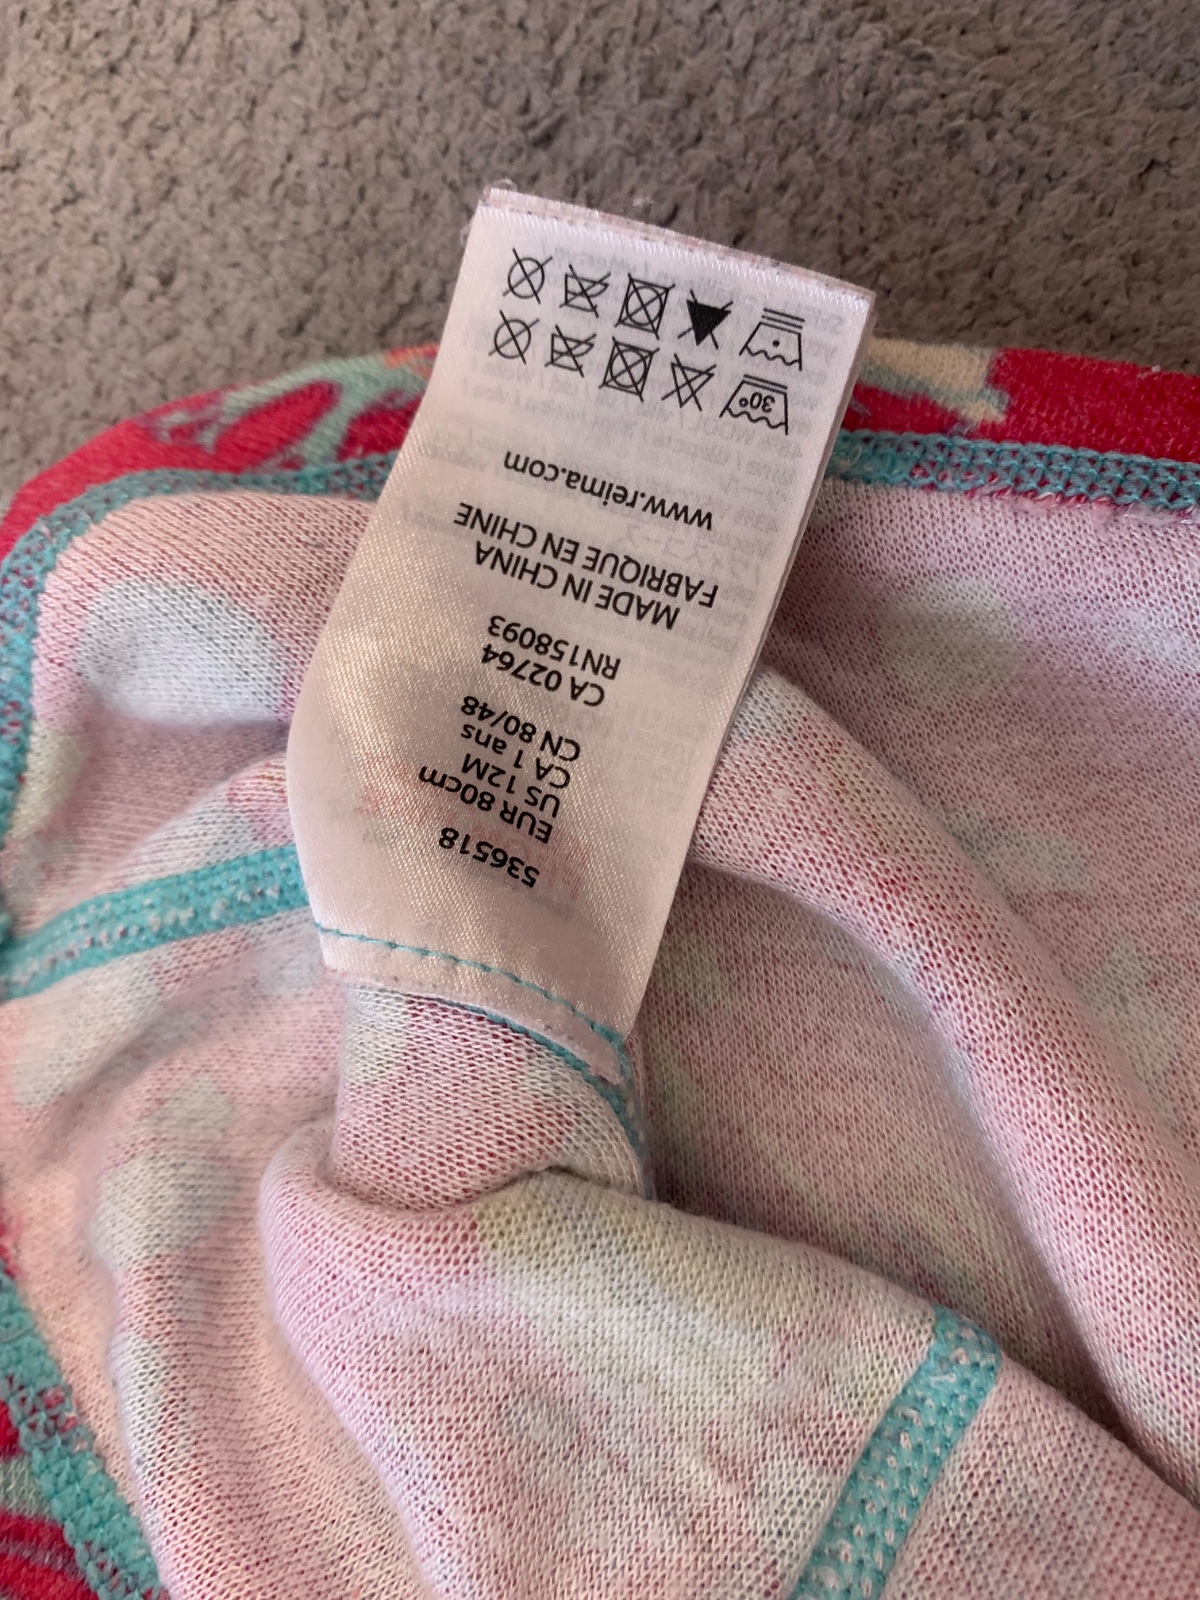 536518
EUR 80cm
US 12M
CA 1 ans
CN 80/48
CA 02764
RN158093
MADE IN CHINA
FABRIQUE EN CHINE
www.reima.com
30°